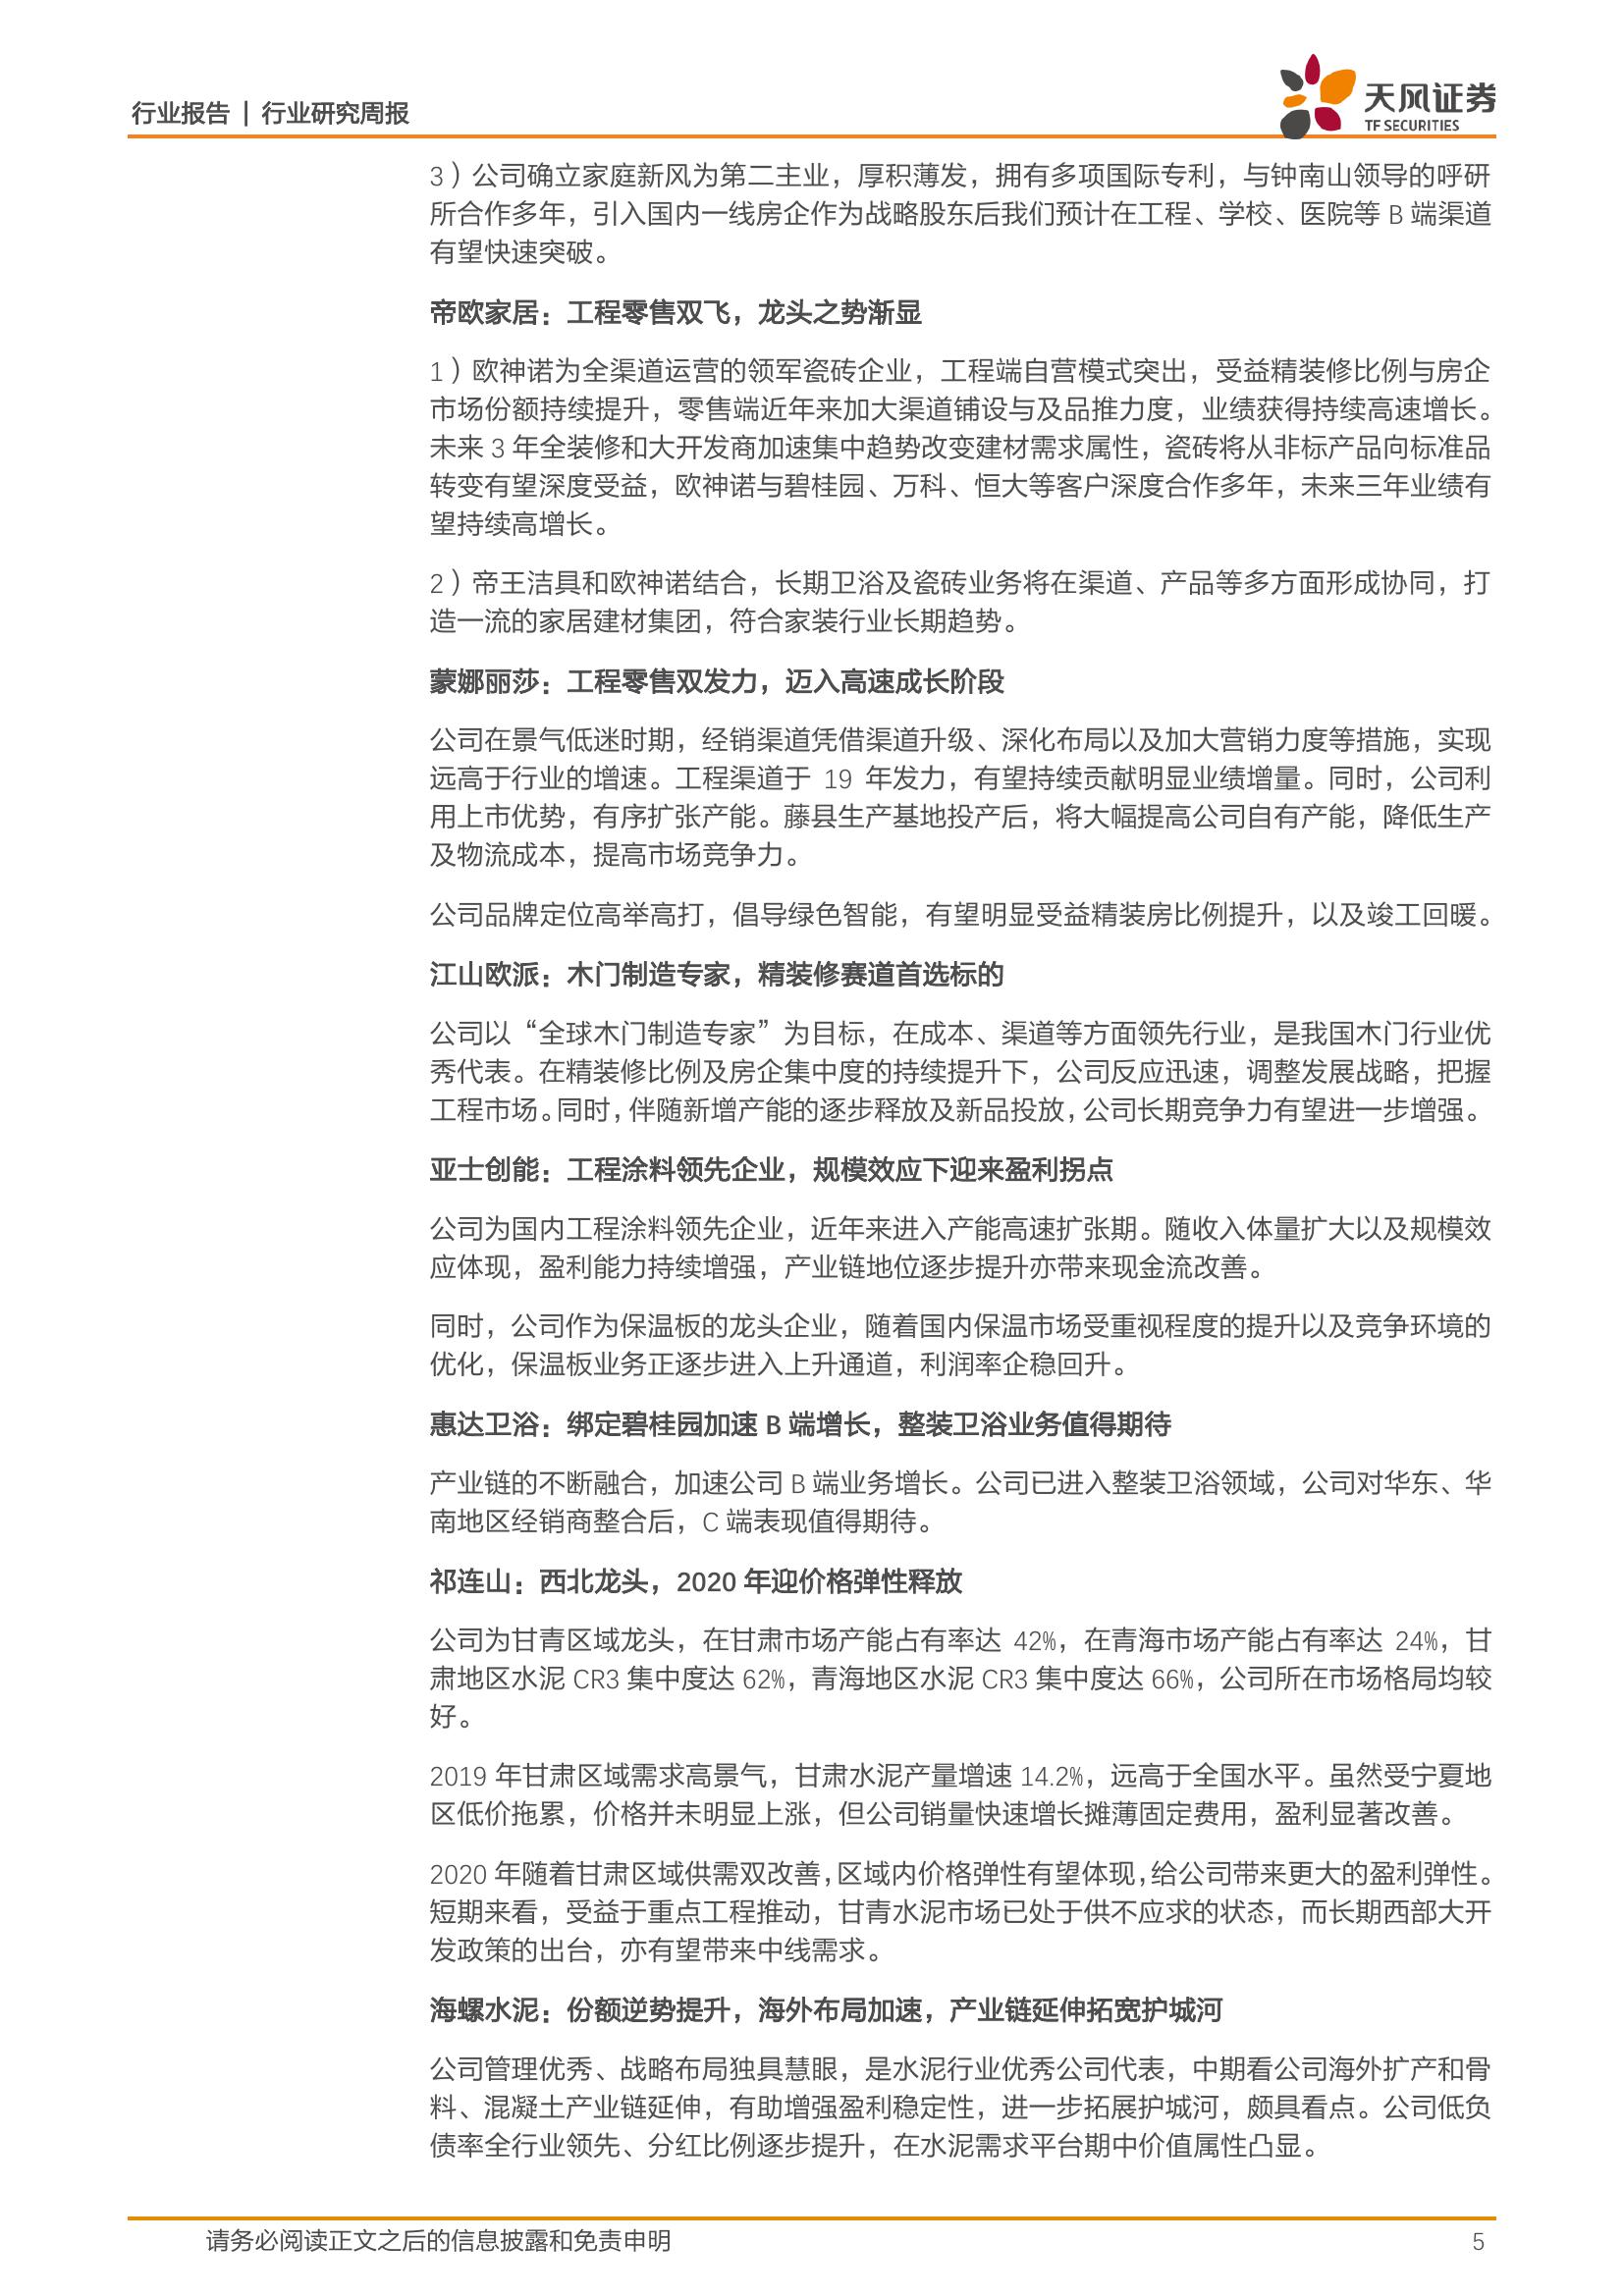 行业报告 | 行业研究周报
天风证券
TF SECURITIES
3）公司确立家庭新风为第二主业，厚积薄发，拥有多项国际专利，与钟南山领导的呼研
所合作多年，引入国内一线房企作为战略股东后我们预计在工程、学校、医院等 B 端渠道
有望快速突破。
帝欧家居：工程零售双飞，龙头之势渐显
1）欧神诺为全渠道运营的领军瓷砖企业，工程端自营模式突出，受益精装修比例与房企
市场份额持续提升，零售端近年来加大渠道铺设与及品推力度，业绩获得持续高速增长。
未来 3 年全装修和大开发商加速集中趋势改变建材需求属性，瓷砖将从非标产品向标准品
转变有望深度受益，欧神诺与碧桂园、万科、恒大等客户深度合作多年，未来三年业绩有
望持续高增长。
2）帝王洁具和欧神诺结合，长期卫浴及瓷砖业务将在渠道、产品等多方面形成协同，打
造一流的家居建材集团，符合家装行业长期趋势。
蒙娜丽莎：工程零售双发力，迈入高速成长阶段
公司在景气低迷时期，经销渠道凭借渠道升级、深化布局以及加大营销力度等措施，实现
远高于行业的增速。工程渠道于 19 年发力，有望持续贡献明显业绩增量。同时，公司利
用上市优势，有序扩张产能。藤县生产基地投产后，将大幅提高公司自有产能，降低生产
及物流成本，提高市场竞争力。
公司品牌定位高举高打，倡导绿色智能，有望明显受益精装房比例提升，以及竣工回暖。
江山欧派：木门制造专家，精装修赛道首选标的
公司以“全球木门制造专家”为目标，在成本、渠道等方面领先行业，是我国木门行业优
秀代表。在精装修比例及房企集中度的持续提升下，公司反应迅速，调整发展战略，把握
工程市场。同时，伴随新增产能的逐步释放及新品投放，公司长期竞争力有望进一步增强。
亚士创能：工程涂料领先企业，规模效应下迎来盈利拐点
公司为国内工程涂料领先企业，近年来进入产能高速扩张期。随收入体量扩大以及规模效
应体现，盈利能力持续增强，产业链地位逐步提升亦带来现金流改善。
同时，公司作为保温板的龙头企业，随着国内保温市场受重视程度的提升以及竞争环境的
优化，保温板业务正逐步进入上升通道，利润率企稳回升。
惠达卫浴：绑定碧桂园加速 B 端增长，整装卫浴业务值得期待
产业链的不断融合，加速公司 B 端业务增长。公司已进入整装卫浴领域，公司对华东、华
南地区经销商整合后，C 端表现值得期待。
祁连山：西北龙头，2020 年迎价格弹性释放
公司为甘青区域龙头，在甘肃市场产能占有率达 42%，在青海市场产能占有率达 24%，甘
肃地区水泥 CR3 集中度达 62%，青海地区水泥 CR3 集中度达 66%，公司所在市场格局均较
好。
2019 年甘肃区域需求高景气，甘肃水泥产量增速 14.2%，远高于全国水平。虽然受宁夏地
区低价拖累，价格并未明显上涨，但公司销量快速增长摊薄固定费用，盈利显著改善。
2020 年随着甘肃区域供需双改善，区域内价格弹性有望体现，给公司带来更大的盈利弹性。
短期来看，受益于重点工程推动，甘青水泥市场已处于供不应求的状态，而长期西部大开
发政策的出台，亦有望带来中线需求。
海螺水泥：份额逆势提升，海外布局加速，产业链延伸拓宽护城河
公司管理优秀、战略布局独具慧眼，是水泥行业优秀公司代表，中期看公司海外扩产和骨
料、混凝土产业链延伸，有助增强盈利稳定性，进一步拓展护城河，颇具看点。公司低负
债率全行业领先、分红比例逐步提升，在水泥需求平台期中价值属性凸显。
请务必阅读正文之后的信息披露和免责申明
5